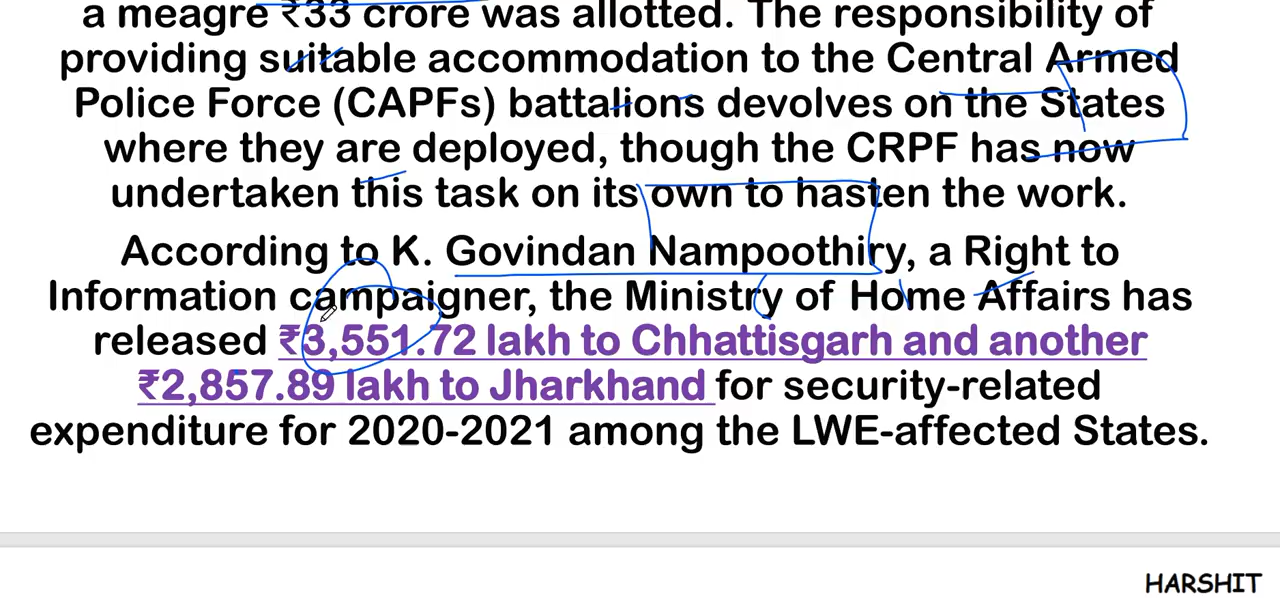 a meagre ₹33 crore was allotted. The responsibility of
providing suitable accommodation to the Central Armed
Police Force (CAPFs) battalions devolves on the States
where they are deployed, though the CRPF has now
undertaken this task on its own to hasten the work.
According to K. Govindan Nampoothiry, a Right to
Information campaigner, the Ministry of Home Affairs has
released ₹3,551.72 lakh to Chhattisgarh and another
₹2,857.89 lakh to Jharkhand for security-related
expenditure for 2020-2021 among the LWE-affected States.
HARSHIT